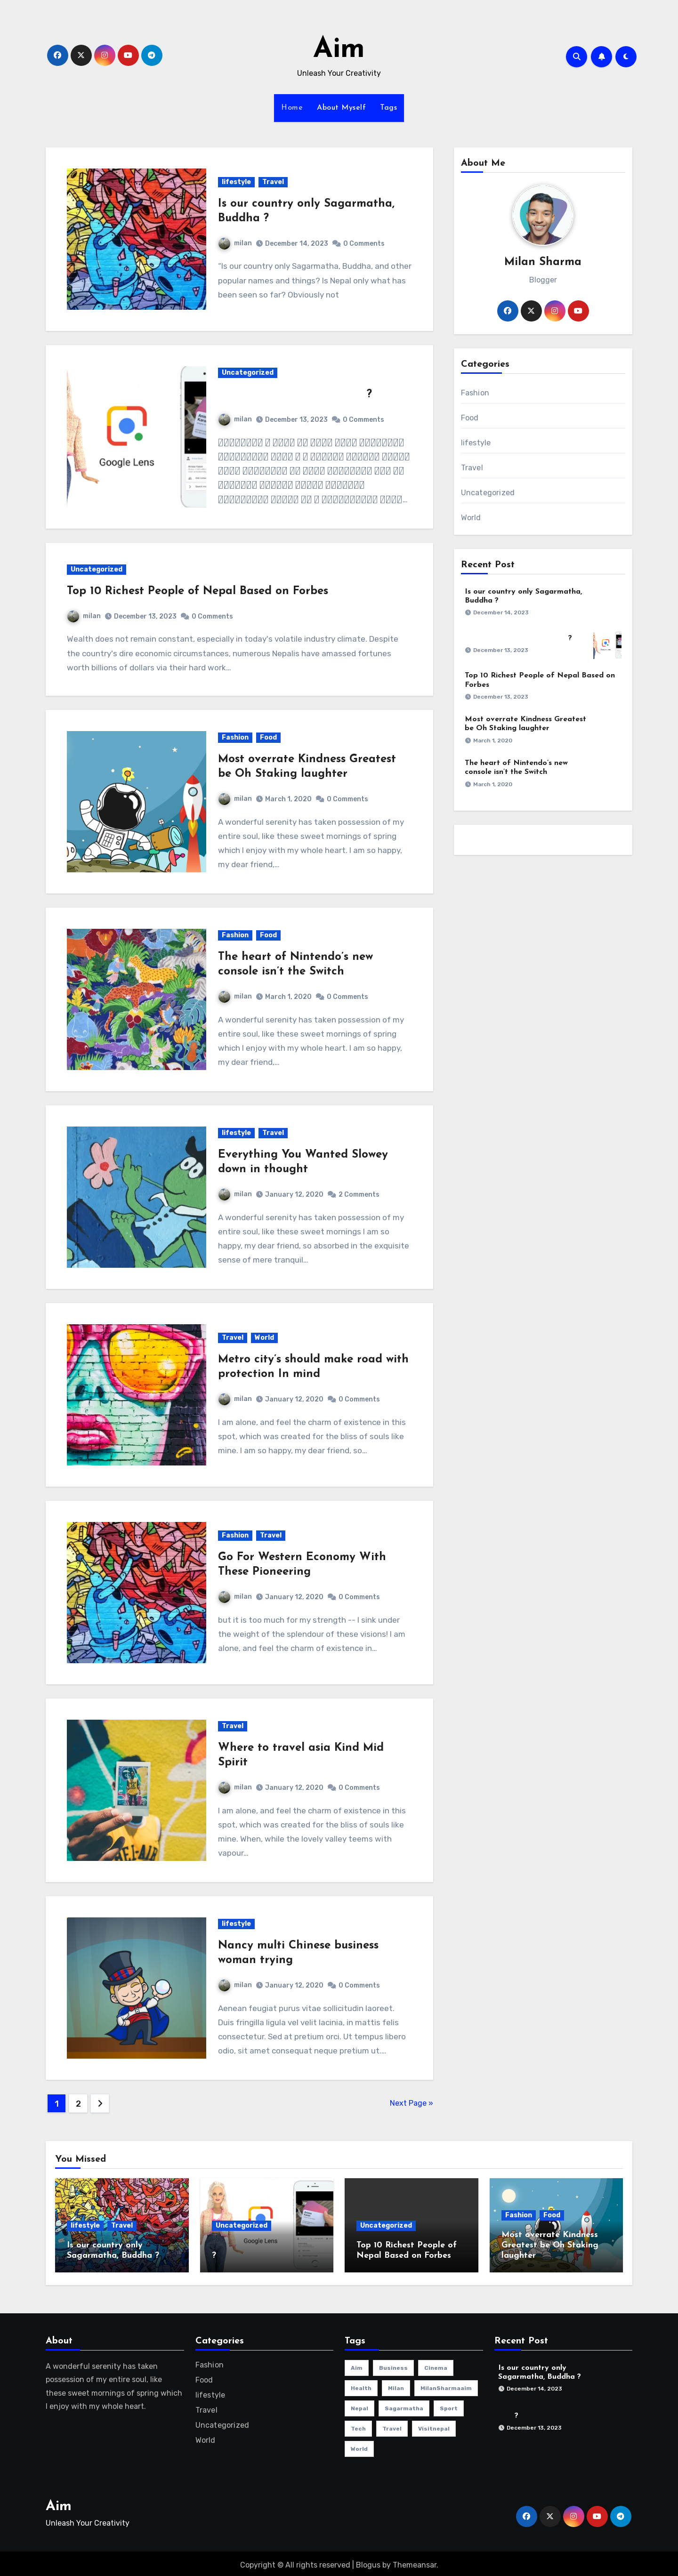 Aim
Unleash Your Creativity
Home About Myself Tags
lifestyle Travel
Is our country only Sagarmatha,
Buddha ?
milan December 14, 2023 0 Comments
"Is our country only Sagarmatha, Buddha, and other
popular names and things? Is Nepal only what has
been seen so far? Obviously not
Google Lens
Uncategorized
?
milan December 13, 2023 0 Comments
Uncategorized
Top 10 Richest People of Nepal Based on Forbes
milan December 13, 2023 0 Comments
Wealth does not remain constant, especially in today's volatile industry climate. Despite
the country's dire economic circumstances, numerous Nepalis have amassed fortunes
worth billions of dollars via their hard work…
Fashion Food
Most overrate Kindness Greatest
be Oh Staking laughter
milan March 1, 2020 0 Comments
A wonderful serenity has taken possession of my
entire soul, like these sweet mornings of spring
which I enjoy with my whole heart. I am so happy,
my dear friend,…
Fashion Food
The heart of Nintendo's new
console isn't the Switch
milan March 1, 2020 0 Comments
A wonderful serenity has taken possession of my
entire soul, like these sweet mornings of spring
which I enjoy with my whole heart. I am so happy,
my dear friend,…
lifestyle Travel
Everything You Wanted Slowey
down in thought
milan January 12, 2020 2 Comments
A wonderful serenity has taken possession of my
entire soul, like these sweet mornings I am so
happy, my dear friend, so absorbed in the exquisite
sense of mere tranquil…
Travel World
Metro city's should make road with
protection In mind
milan January 12, 2020 0 Comments
I am alone, and feel the charm of existence in this
spot, which was created for the bliss of souls like
mine. I am so happy, my dear friend, so…
Fashion Travel
Go For Western Economy With
These Pioneering
milan January 12, 2020 0 Comments
but it is too much for my strength -- I sink under
the weight of the splendour of these visions! I am
alone, and feel the charm of existence in…
Travel
Where to travel asia Kind Mid
Spirit
milan January 12, 2020 0 Comments
I am alone, and feel the charm of existence in this
spot, which was created for the bliss of souls like
mine. When, while the lovely valley teems with
vapour…
lifestyle
Nancy multi Chinese business
woman trying
milan January 12, 2020 0 Comments
Aenean feugiat purus vitae sollicitudin laoreet.
Duis fringilla ligula vel velit lacinia, in mattis felis
consectetur. Sed at pretium orci. Ut tempus libero
odio, sit amet consequat neque pretium ut.…
1 2
Next Page »
About Me
Milan Sharma
Blogger
Categories
Fashion
Food
lifestyle
Travel
Uncategorized
World
Recent Post
Is our country only Sagarmatha,
Buddha ?
December 14, 2023
?
December 13, 2023
Top 10 Richest People of Nepal Based on
Forbes
December 13, 2023
Most overrate Kindness Greatest
be Oh Staking laughter
March 1, 2020
The heart of Nintendo's new
console isn't the Switch
March 1, 2020
You Missed
lifestyle Travel
Is our country only
Sagarmatha, Buddha ?
Uncategorized
Google Lens
?
Uncategorized
Top 10 Richest People of
Nepal Based on Forbes
Fashion Food
Most overrate Kindness
Greatest be Oh Staking
laughter
About
A wonderful serenity has taken
possession of my entire soul, like
these sweet mornings of spring which
I enjoy with my whole heart.
Categories
Fashion
Food
lifestyle
Travel
Uncategorized
World
Tags
Aim Business Cinema
Health Milan MilanSharmaaim
Nepal Sagarmatha Sport
Tech Travel Visitnepal
World
Recent Post
Is our country only
Sagarmatha, Buddha ?
December 14, 2023
?
December 13, 2023
Aim
Unleash Your Creativity
Copyright © All rights reserved | Blogus by Themeansar.